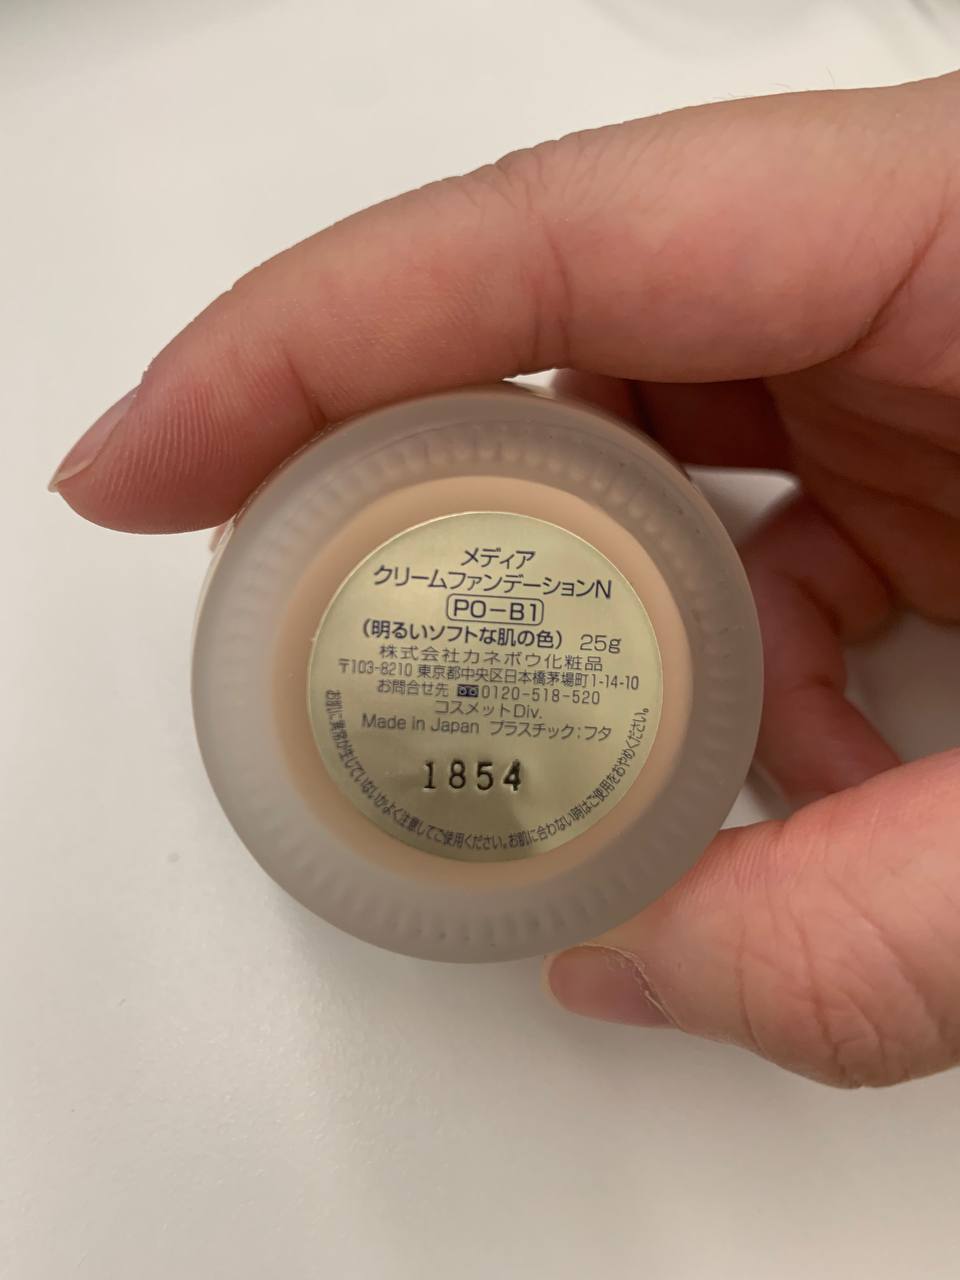 メディア
クリームファンデーションN
PO-B1
(明るいソフトな肌の色) 25g
株式会社カネボウ化粧品
〒103-8210 東京都中央区日本橋茅場町1-14-10
お問合せ先 0120-518-520
コスメットDiv.
Made in Japan プラスチック:フタ
1854
お肌に異常が生じていないかよく注意してご使用ください。お肌に合わない時はご使用をおやめください。